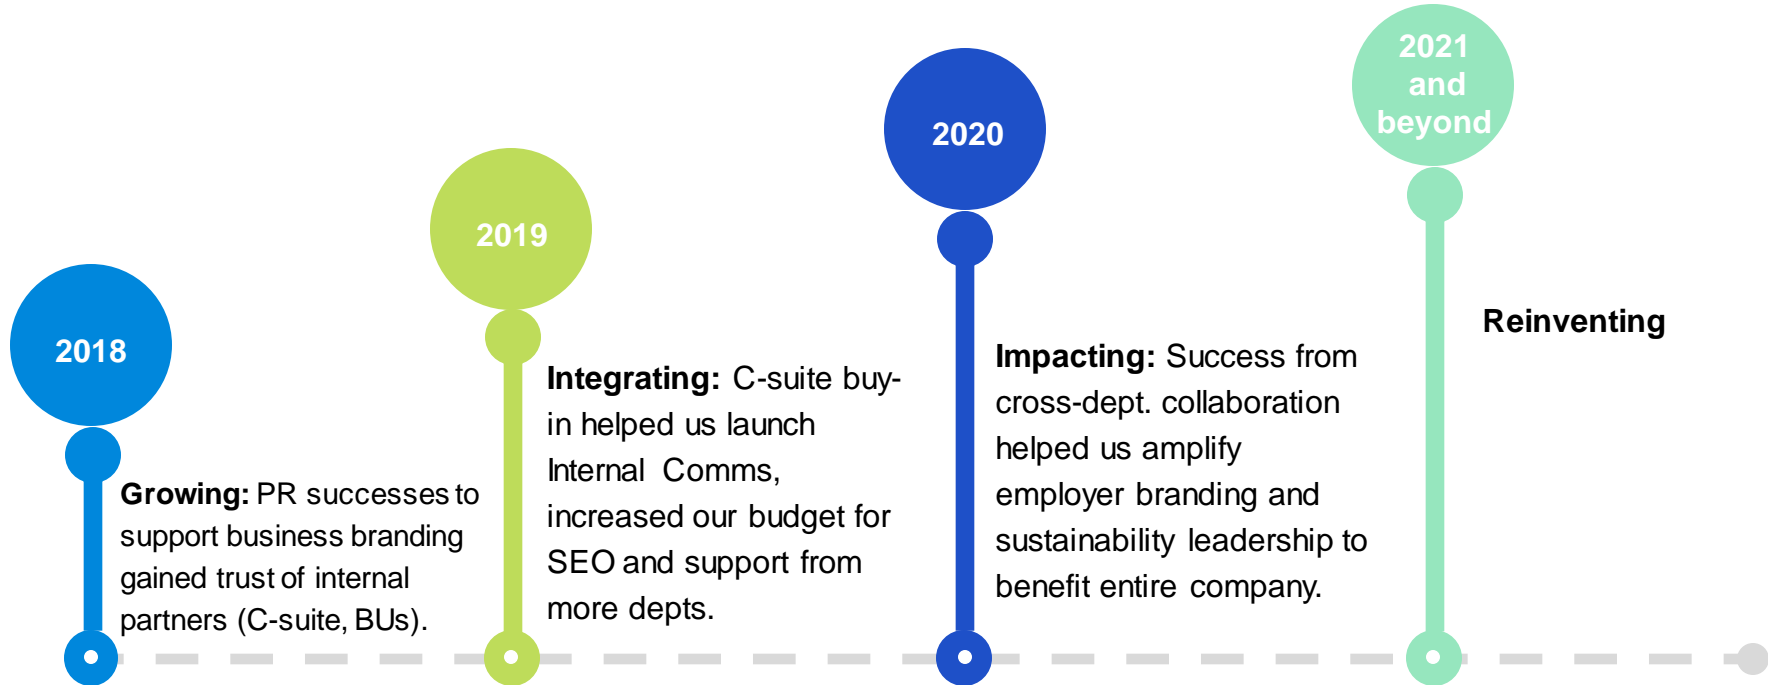 2018
Growing: PR successes to
support business branding
gained trust of internal
partners (C-suite, BUs).
2019
Integrating: C-suite buy-
in helped us launch
Internal Comms,
increased our budget for
SEO and support from
more depts.
2020
Impacting: Success from
cross-dept. collaboration
helped us amplify
employer branding and
sustainability leadership to
benefit entire company.
2021
and
beyond
Reinventing